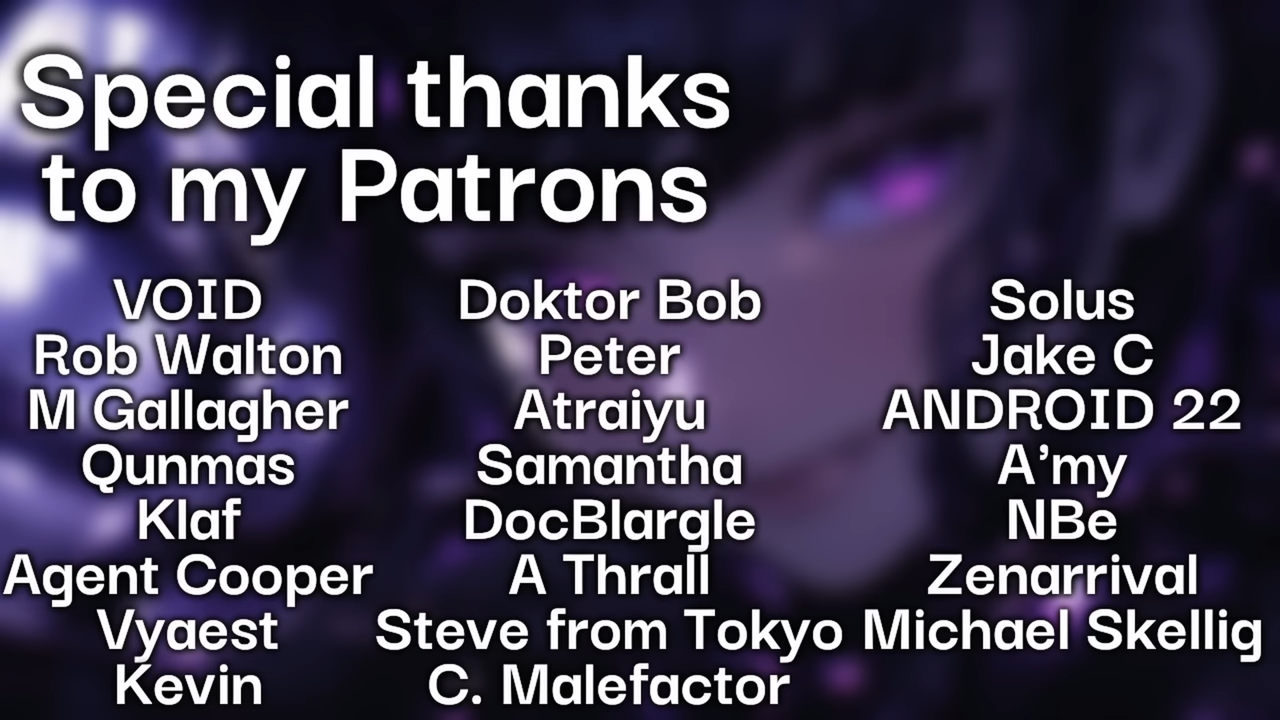 Special thanks
to my Patrons
VOID
Rob Walton
M Gallagher
Qunmas
Klaf
Agent Cooper
Vyaest
Kevin
Doktor Bob
Peter
Atraiyu
Samantha
DocBlargle
A Thrall
Steve from Tokyo
C. Malefactor
Solus
Jake C
ANDROID 22
A’my
NBe
Zenarrival
Michael Skellig